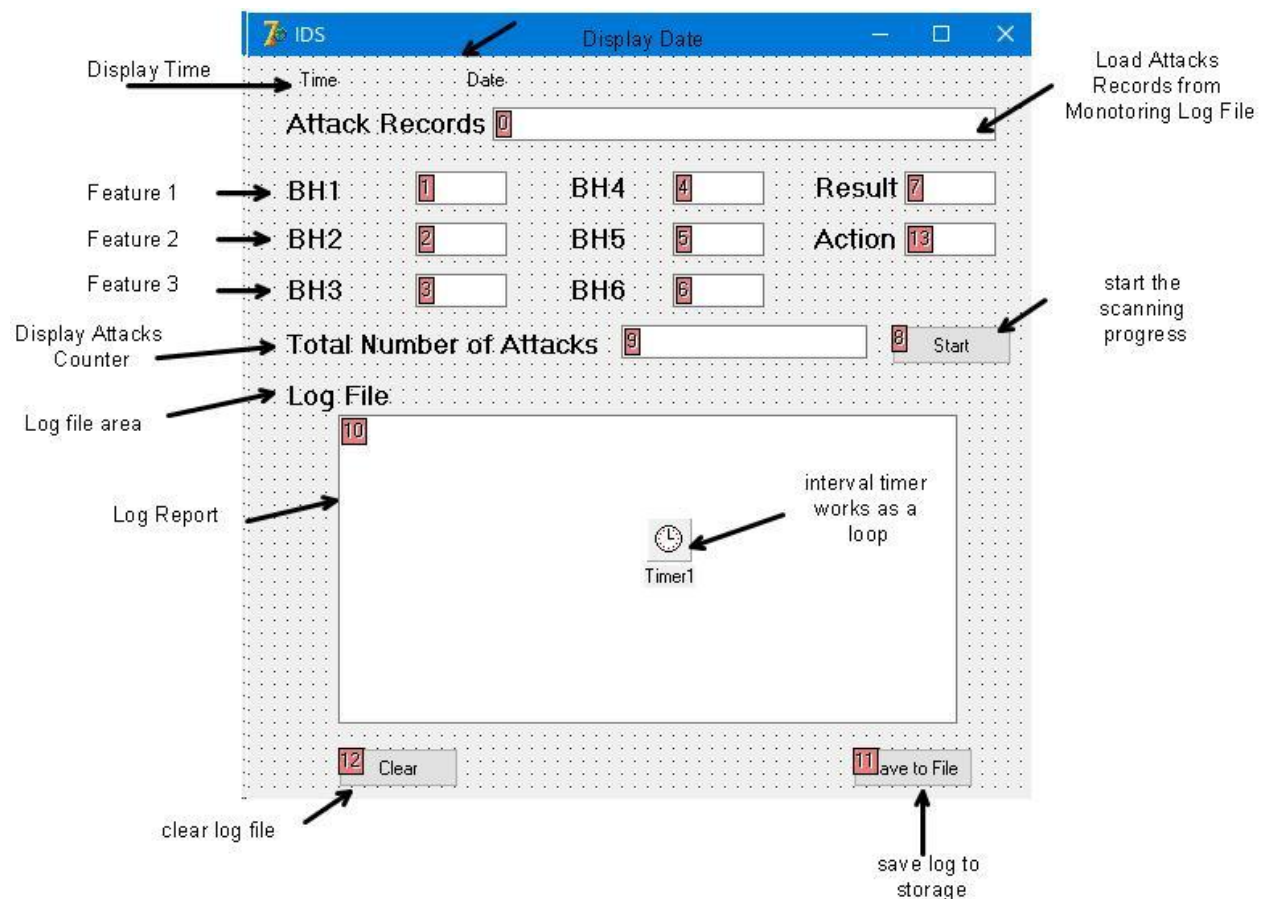 IDS
Display Date
Display Time
Time
Date
Load Attacks
Records from
Monotoring Log File
Attack Records
0
Feature 1
BH1
1
BH4
4
Result
7
Feature 2
BH2
2
BH5
5
Action
13
Feature 3
BH3
3
BH6
6
start the
scanning
progress
Display Attacks
Counter
Total Number of Attacks
9
8
Start
Log File
Log file area
10
Log Report
interval timer
works as a
loop
Timer1
12
Clear
11
ave to File
clear log file
save log to
storage